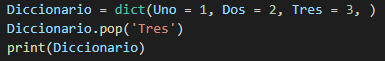 Diccionario = dict(Uno = 1, Dos = 2, Tres = 3, )
Diccionario.pop('Tres')
print(Diccionario)